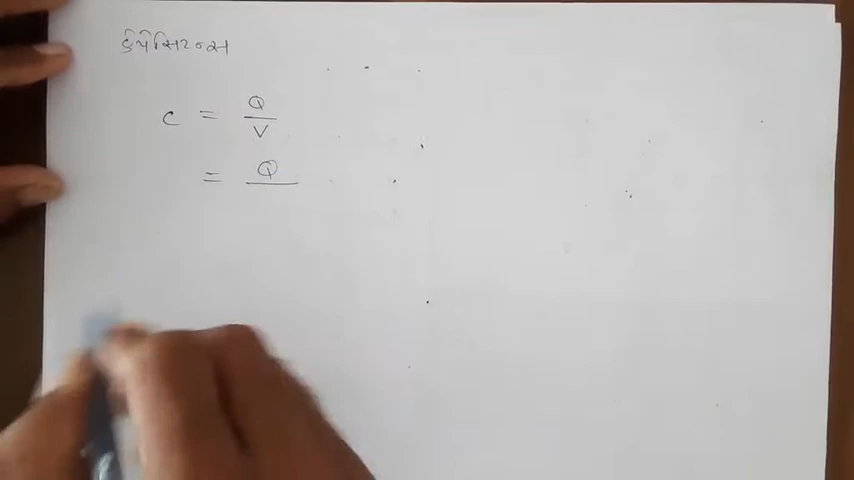 કેપેસિટન્સ
C = Q/V
= Q/